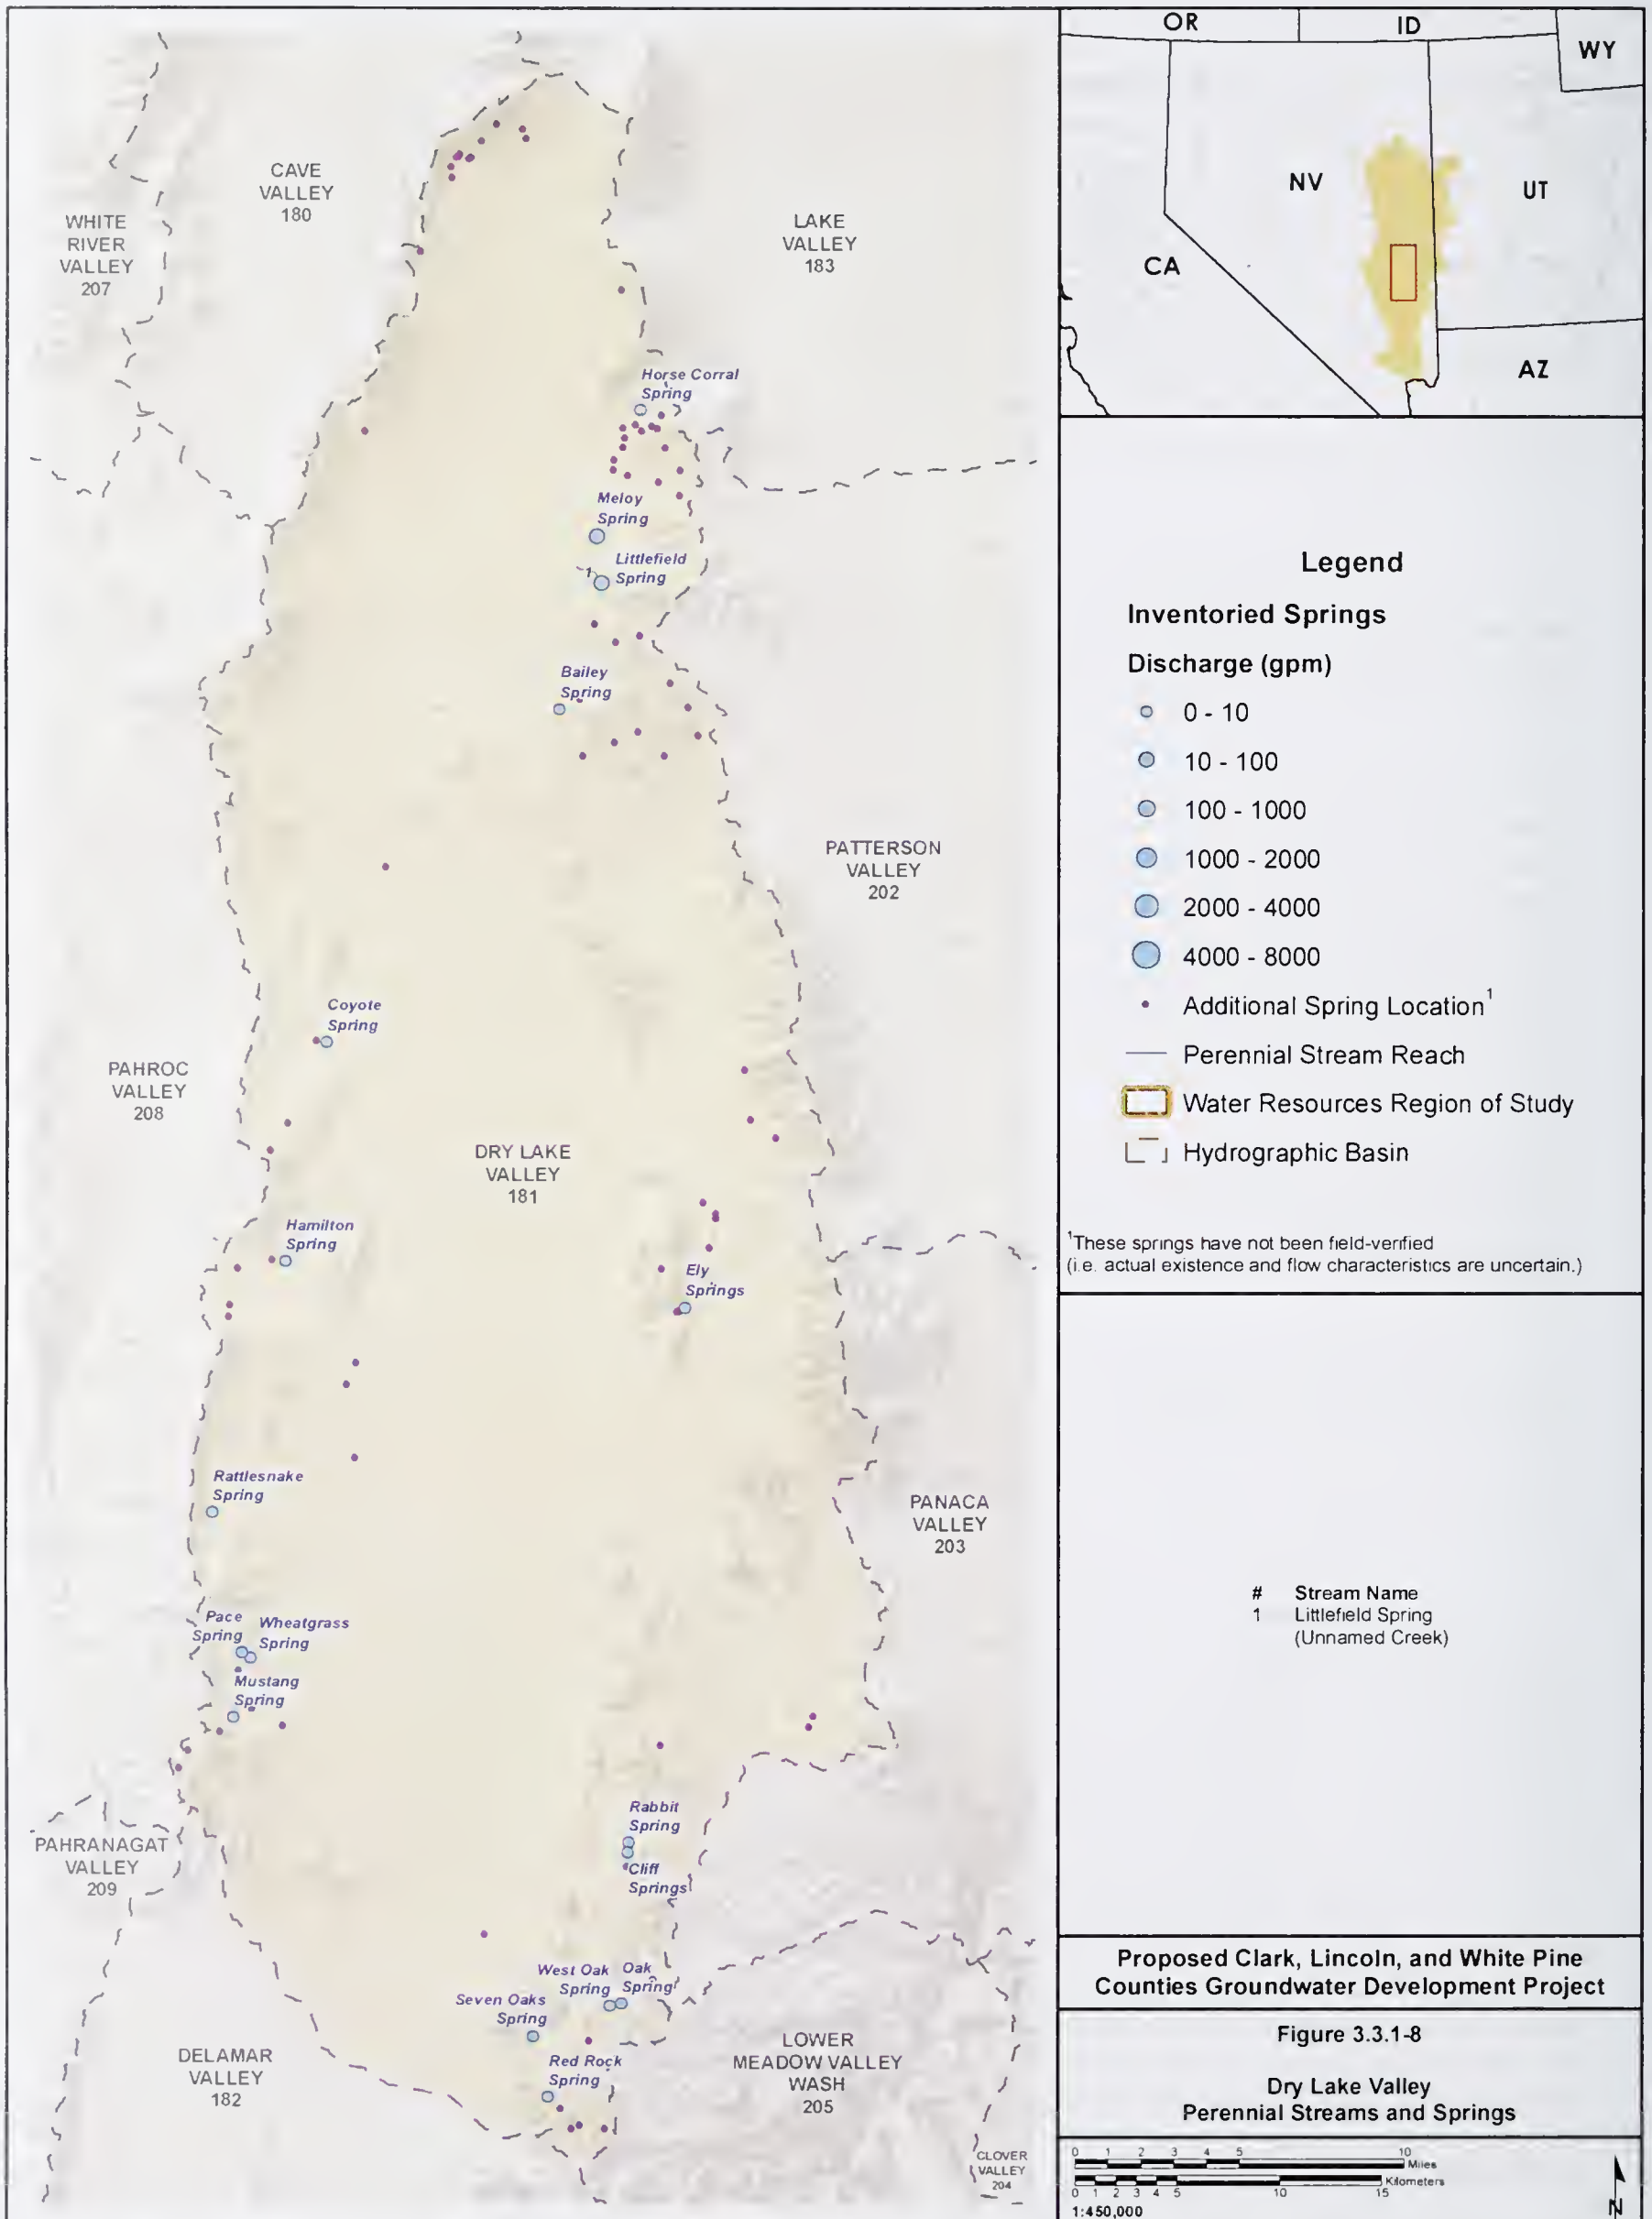 CAVE
VALLEY
180
WHITE
RIVER
VALLEY
207
LAKE
VALLEY
183
Horse Corral
Spring
Meloy
Spring
Littlefield
Spring
1
Bailey
Spring
PATTERSON
VALLEY
202
Coyote
Spring
PAHROC
VALLEY
208
DRY LAKE
VALLEY
181
Hamilton
Spring
Ely
Springs
Rattlesnake
Spring
PANACA
VALLEY
203
Pace
Spring
Wheatgrass
Spring
Mustang
Spring
Rabbit
Spring
Cliff
Springs
PAHRANAGAT
VALLEY
209
West Oak
Spring
Oak
Spring
Seven Oaks
Spring
Red Rock
Spring
DELAMAR
VALLEY
182
LOWER
MEADOW VALLEY
WASH
205
CLOVER
VALLEY
204
OR
ID
WY
NV
UT
CA
AZ
Legend
Inventoried Springs
Discharge (gpm)
0 - 10
10 - 100
100 - 1000
1000 - 2000
2000 - 4000
4000 - 8000
Additional Spring Location1
Perennial Stream Reach
Water Resources Region of Study
Hydrographic Basin
1These springs have not been field-verified
(i.e. actual existence and flow characteristics are uncertain.)
# Stream Name
1 Littlefield Spring
(Unnamed Creek)
Proposed Clark, Lincoln, and White Pine
Counties Groundwater Development Project
Figure 3.3.1-8
Dry Lake Valley
Perennial Streams and Springs
0 1 2 3 4 5 10
Miles
Kilometers
0 1 2 3 4 5 10 15
1:450,000
N